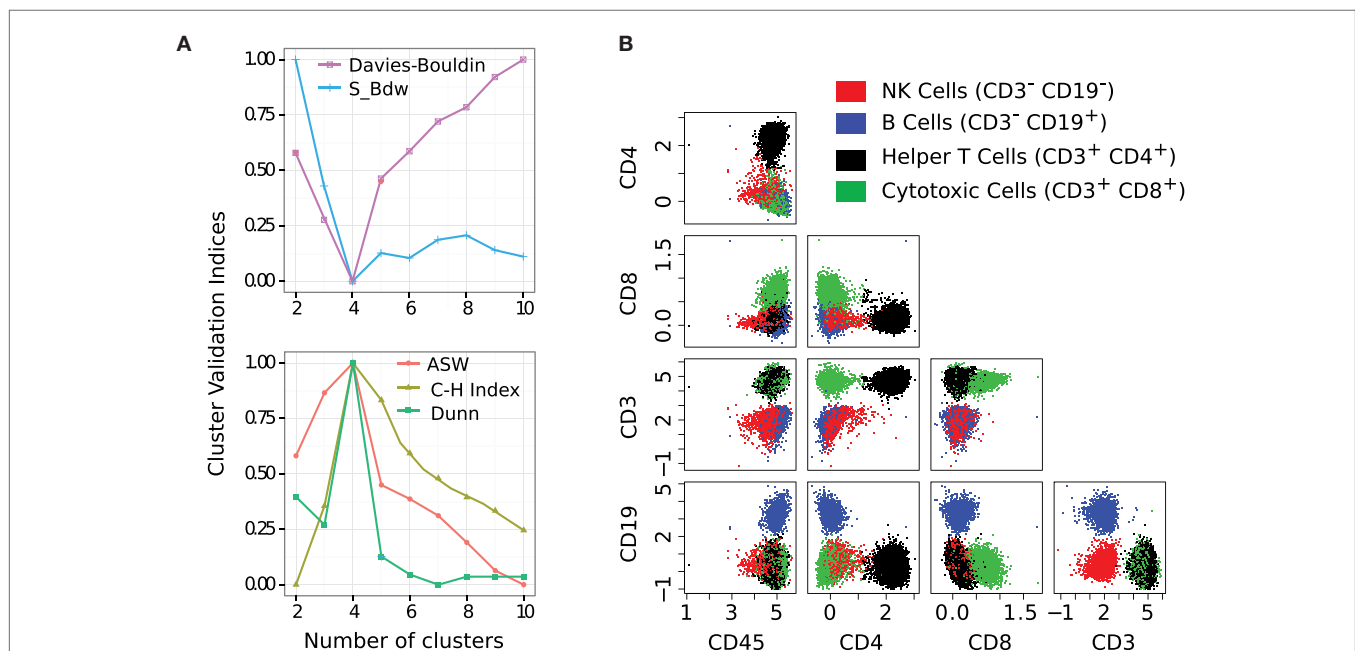 A
B
Cluster Validation Indices
1.00
0.75
0.50
0.25
0.00
Davies-Bouldin
S_Bdw
2 4 6 8 10
1.00
0.75
0.50
0.25
0.00
ASW
C-H Index
Dunn
2 4 6 8 10
Number of clusters
NK Cells (CD3⁻ CD19⁻)
B Cells (CD3⁻ CD19⁺)
Helper T Cells (CD3⁺ CD4⁺)
Cytotoxic Cells (CD3⁺ CD8⁺)
CD4
2
0
CD8
1.5
0.0
CD3
5
2
−1
CD19
5
2
−1
1 3 5
0 2
0.0 1.5
−1 2 5
CD45 CD4 CD8 CD3